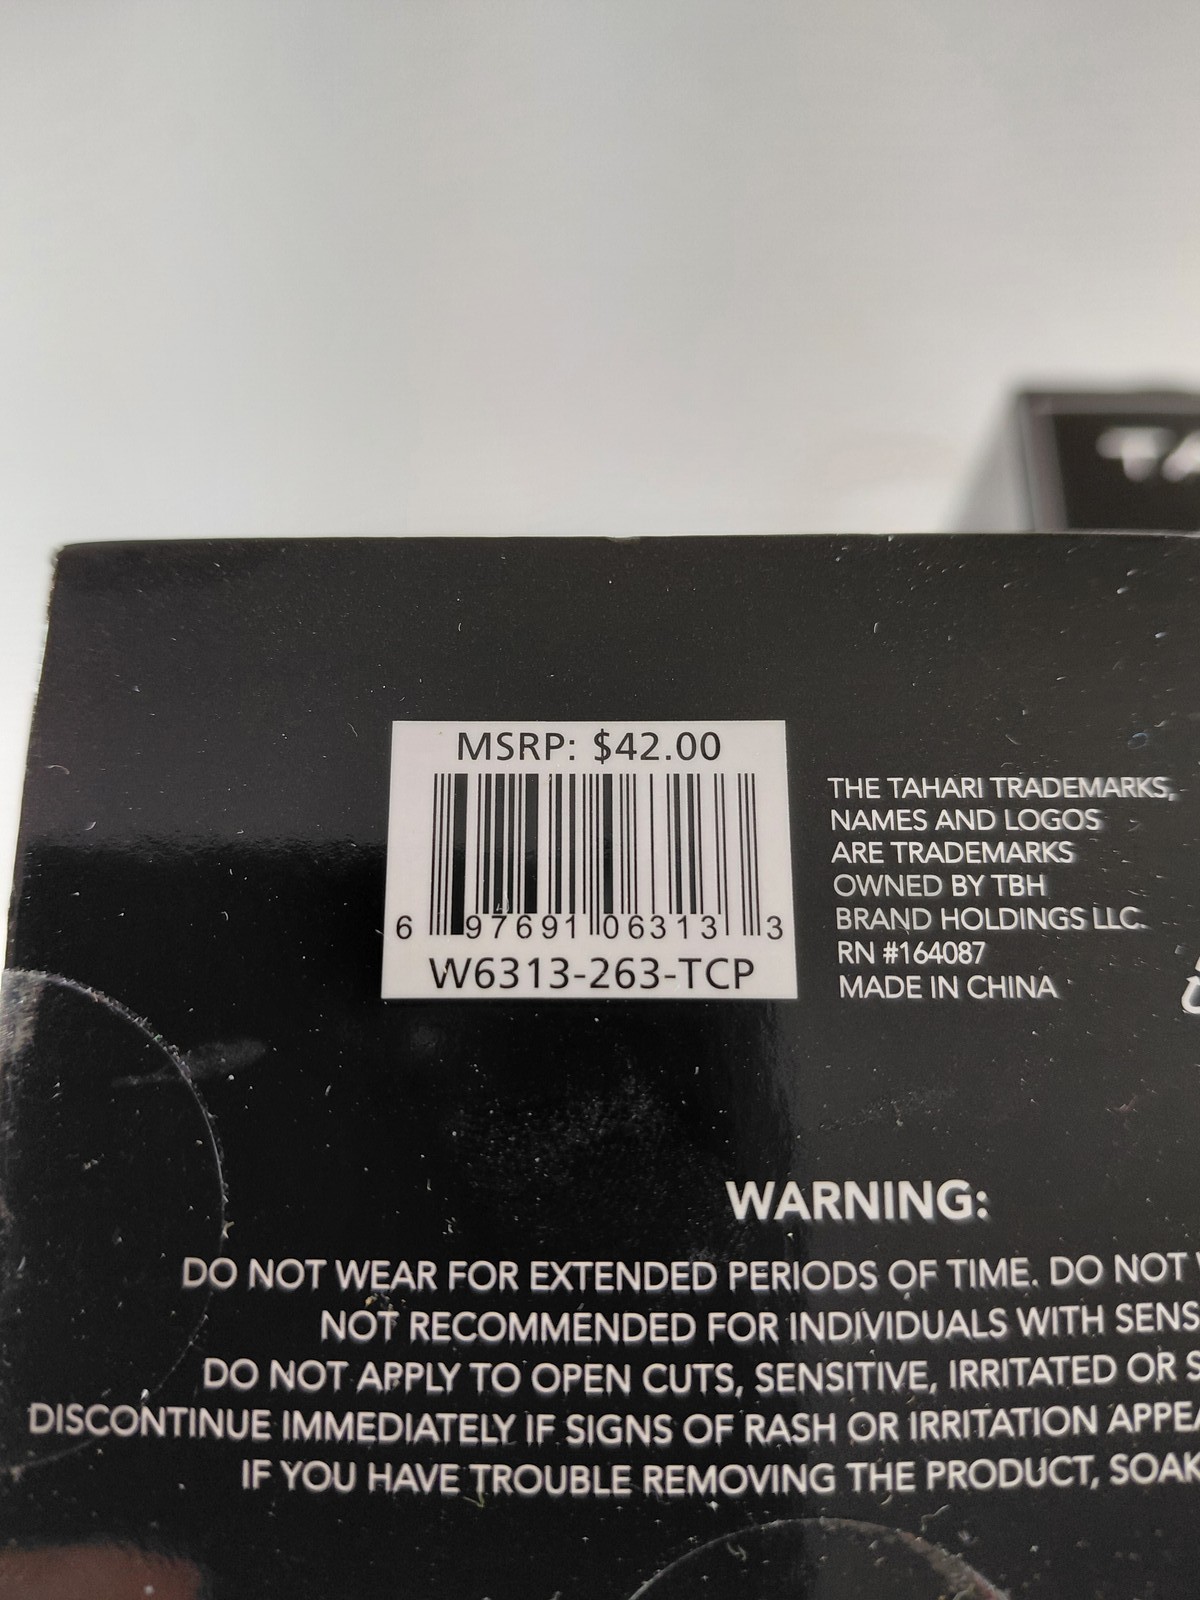 MSRP: $42.00
6 97691 06313 3
W6313-263-TCP
THE TAHARI TRADEMARKS,
NAMES AND LOGOS
ARE TRADEMARKS
OWNED BY TBH
BRAND HOLDINGS LLC.
RN #164087
MADE IN CHINA
WARNING:
DO NOT WEAR FOR EXTENDED PERIODS OF TIME. DO NOT
NOT RECOMMENDED FOR INDIVIDUALS WITH SENS
DO NOT APPLY TO OPEN CUTS, SENSITIVE, IRRITATED OR S
DISCONTINUE IMMEDIATELY IF SIGNS OF RASH OR IRRITATION APPEA
IF YOU HAVE TROUBLE REMOVING THE PRODUCT, SOAK